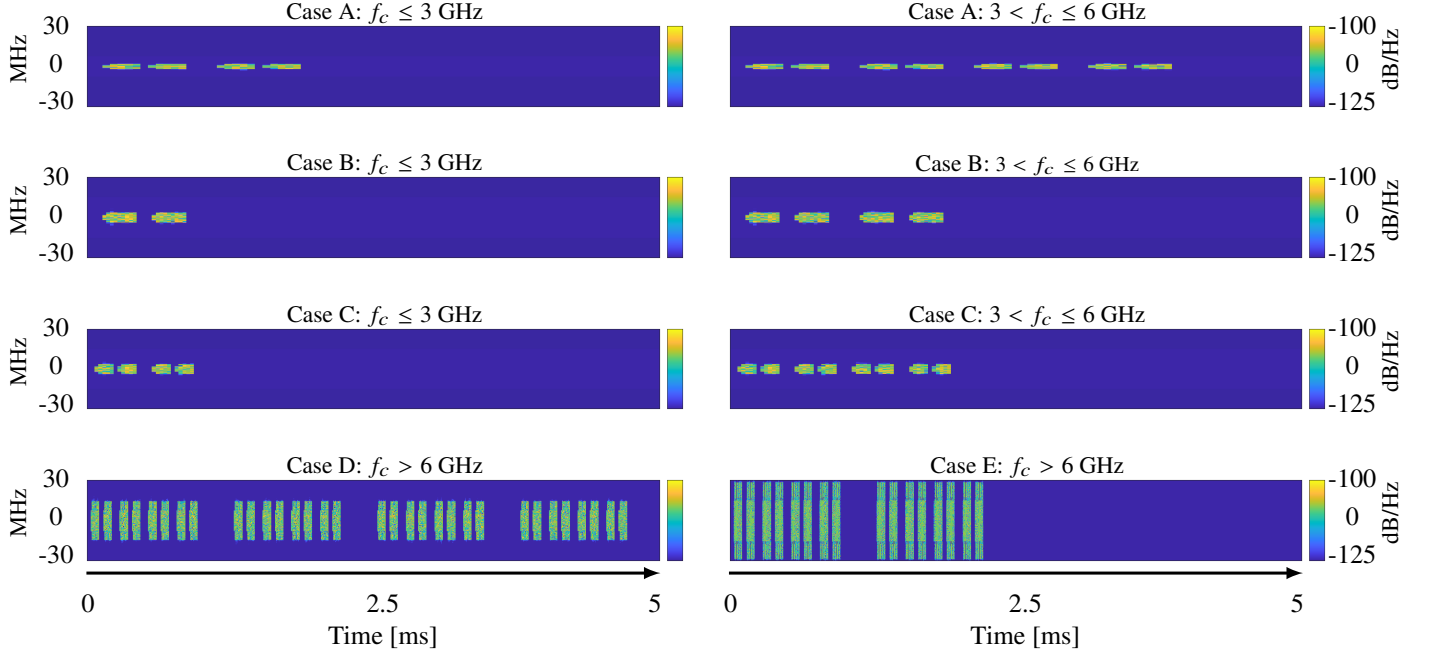 Case A: f_c ≤ 3 GHz
Case A: 3 < f_c ≤ 6 GHz
30
0
-30
MHz
-100
0
-125
dB/Hz
Case B: f_c ≤ 3 GHz
Case B: 3 < f_c ≤ 6 GHz
30
0
-30
MHz
-100
0
-125
dB/Hz
Case C: f_c ≤ 3 GHz
Case C: 3 < f_c ≤ 6 GHz
30
0
-30
MHz
-100
0
-125
dB/Hz
Case D: f_c > 6 GHz
Case E: f_c > 6 GHz
30
0
-30
MHz
-100
0
-125
dB/Hz
0 2.5 5
0 2.5 5
Time [ms]
Time [ms]